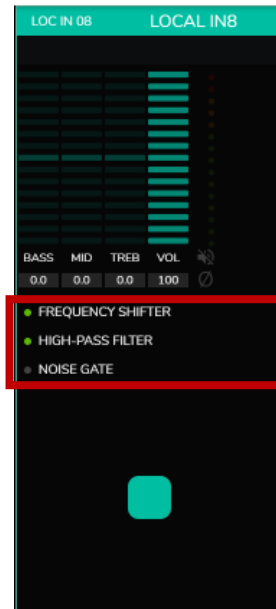 LOC IN 08 LOCAL IN8
BASS MID TREB VOL
0.0 0.0 0.0 100
FREQUENCY SHIFTER
HIGH-PASS FILTER
NOISE GATE